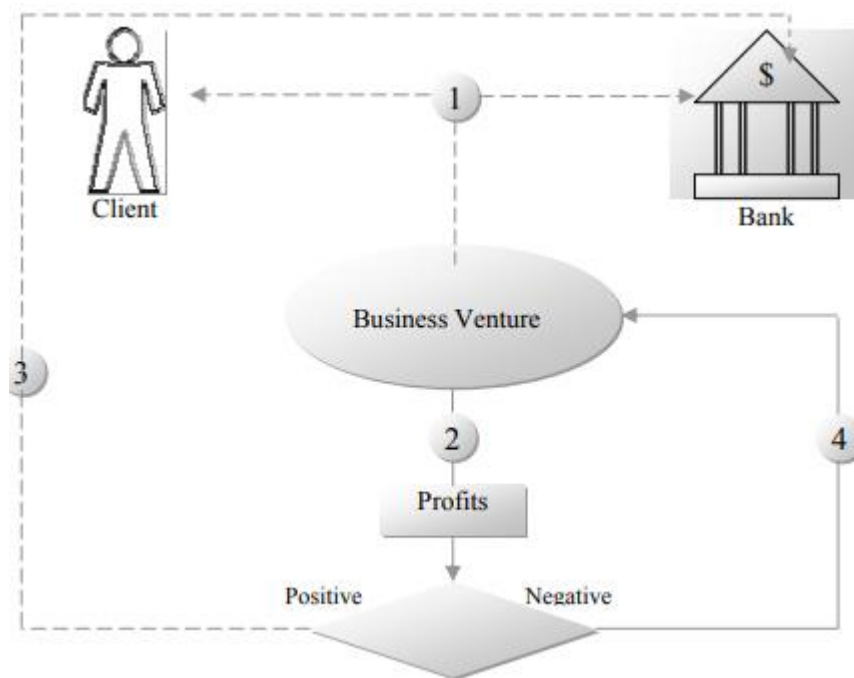 $
1
Client
Bank
Business Venture
3
2
4
Profits
Positive
Negative